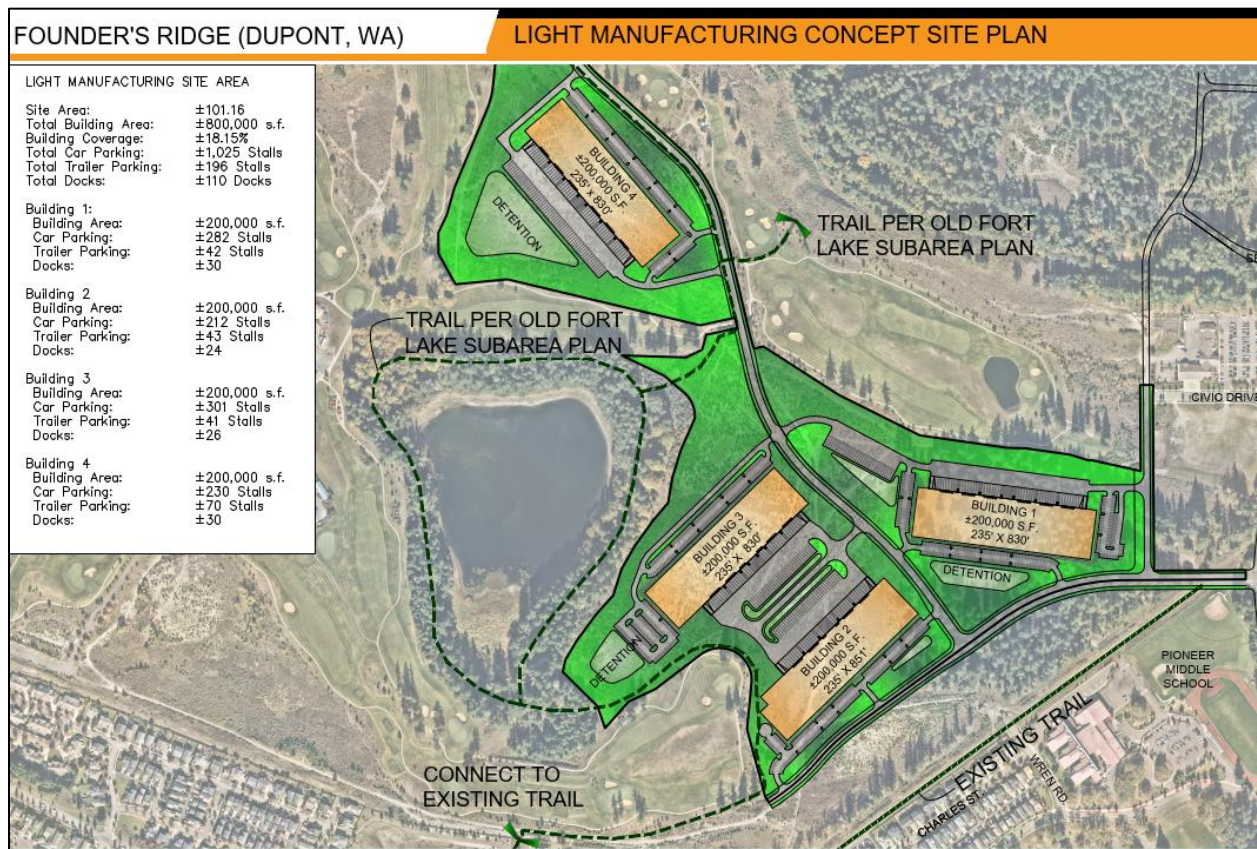 FOUNDER'S RIDGE (DUPONT, WA)
LIGHT MANUFACTURING CONCEPT SITE PLAN
LIGHT MANUFACTURING SITE AREA
Site Area: ±101.16
Total Building Area: ±800,000 s.f.
Building Coverage: ±18.15%
Total Car Parking: ±1,025 Stalls
Total Trailer Parking: ±196 Stalls
Total Docks: ±110 Docks
Building 1:
Building Area: ±200,000 s.f.
Car Parking: ±282 Stalls
Trailer Parking: ±42 Stalls
Docks: ±30
Building 2
Building Area: ±200,000 s.f.
Car Parking: ±212 Stalls
Trailer Parking: ±43 Stalls
Docks: ±24
Building 3
Building Area: ±200,000 s.f.
Car Parking: ±301 Stalls
Trailer Parking: ±41 Stalls
Docks: ±26
Building 4
Building Area: ±200,000 s.f.
Car Parking: ±230 Stalls
Trailer Parking: ±70 Stalls
Docks: ±30
BUILDING 4
±200,000 S.F.
235' X 830'
DETENTION
TRAIL PER OLD FORT
LAKE SUBAREA PLAN
TRAIL PER OLD FORT
LAKE SUBAREA PLAN
CIVIC DRIVE
BUILDING 3
±200,000 S.F.
235' X 830'
BUILDING 1
±200,000 S.F.
235' X 830'
DETENTION
BUILDING 2
±200,000 S.F.
235' X 851'
DETENTION
PIONEER
MIDDLE
SCHOOL
EXISTING TRAIL
WREN RD
CHARLES ST.
CONNECT TO
EXISTING TRAIL